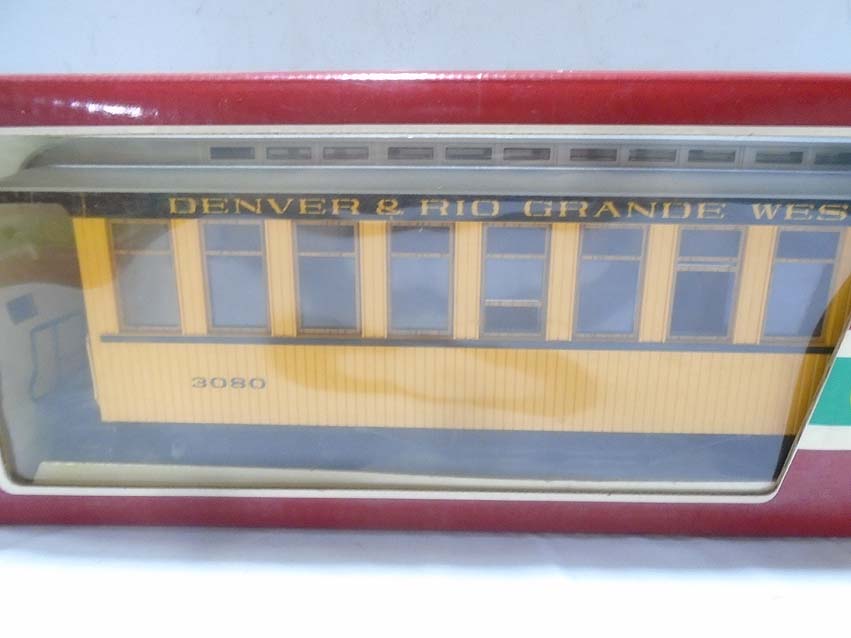 DENVER & RIO GRANDE WES
3080